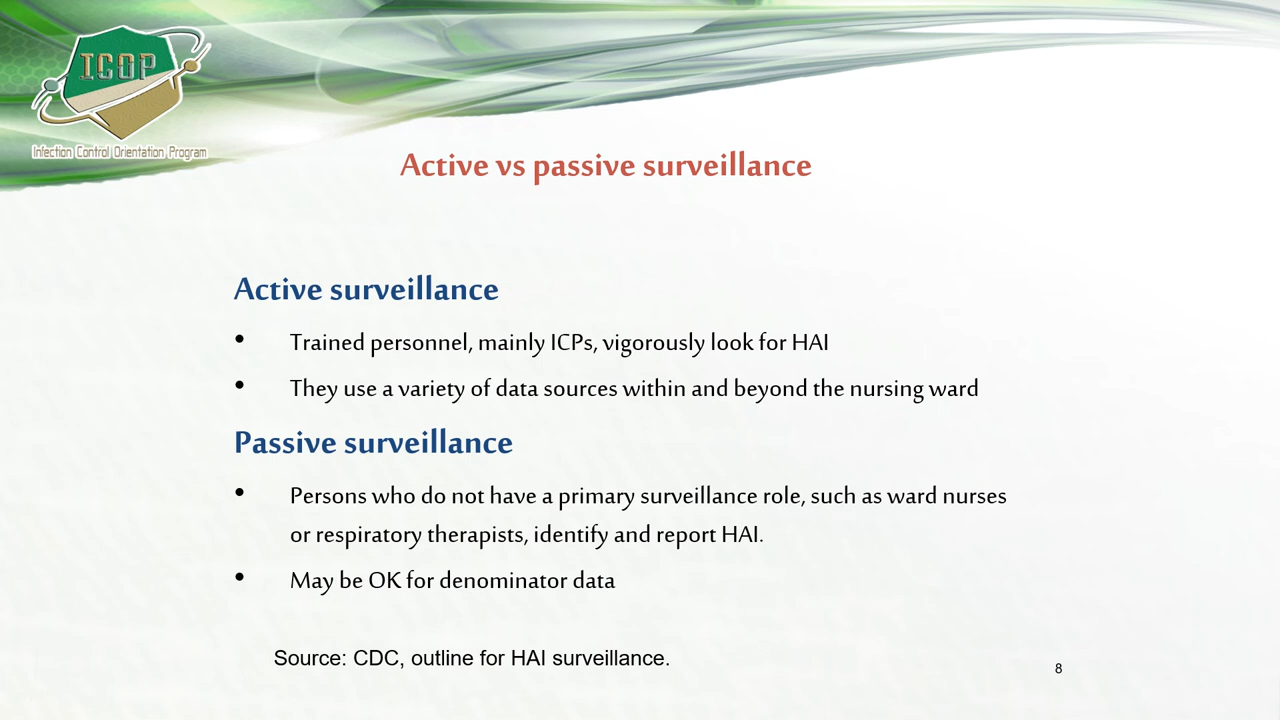 ICOP
Infection Control Orientation Program
Active vs passive surveillance
Active surveillance
• Trained personnel, mainly ICPs, vigorously look for HAI
• They use a variety of data sources within and beyond the nursing ward
Passive surveillance
• Persons who do not have a primary surveillance role, such as ward nurses
or respiratory therapists, identify and report HAI.
• May be OK for denominator data
Source: CDC, outline for HAI surveillance.
8